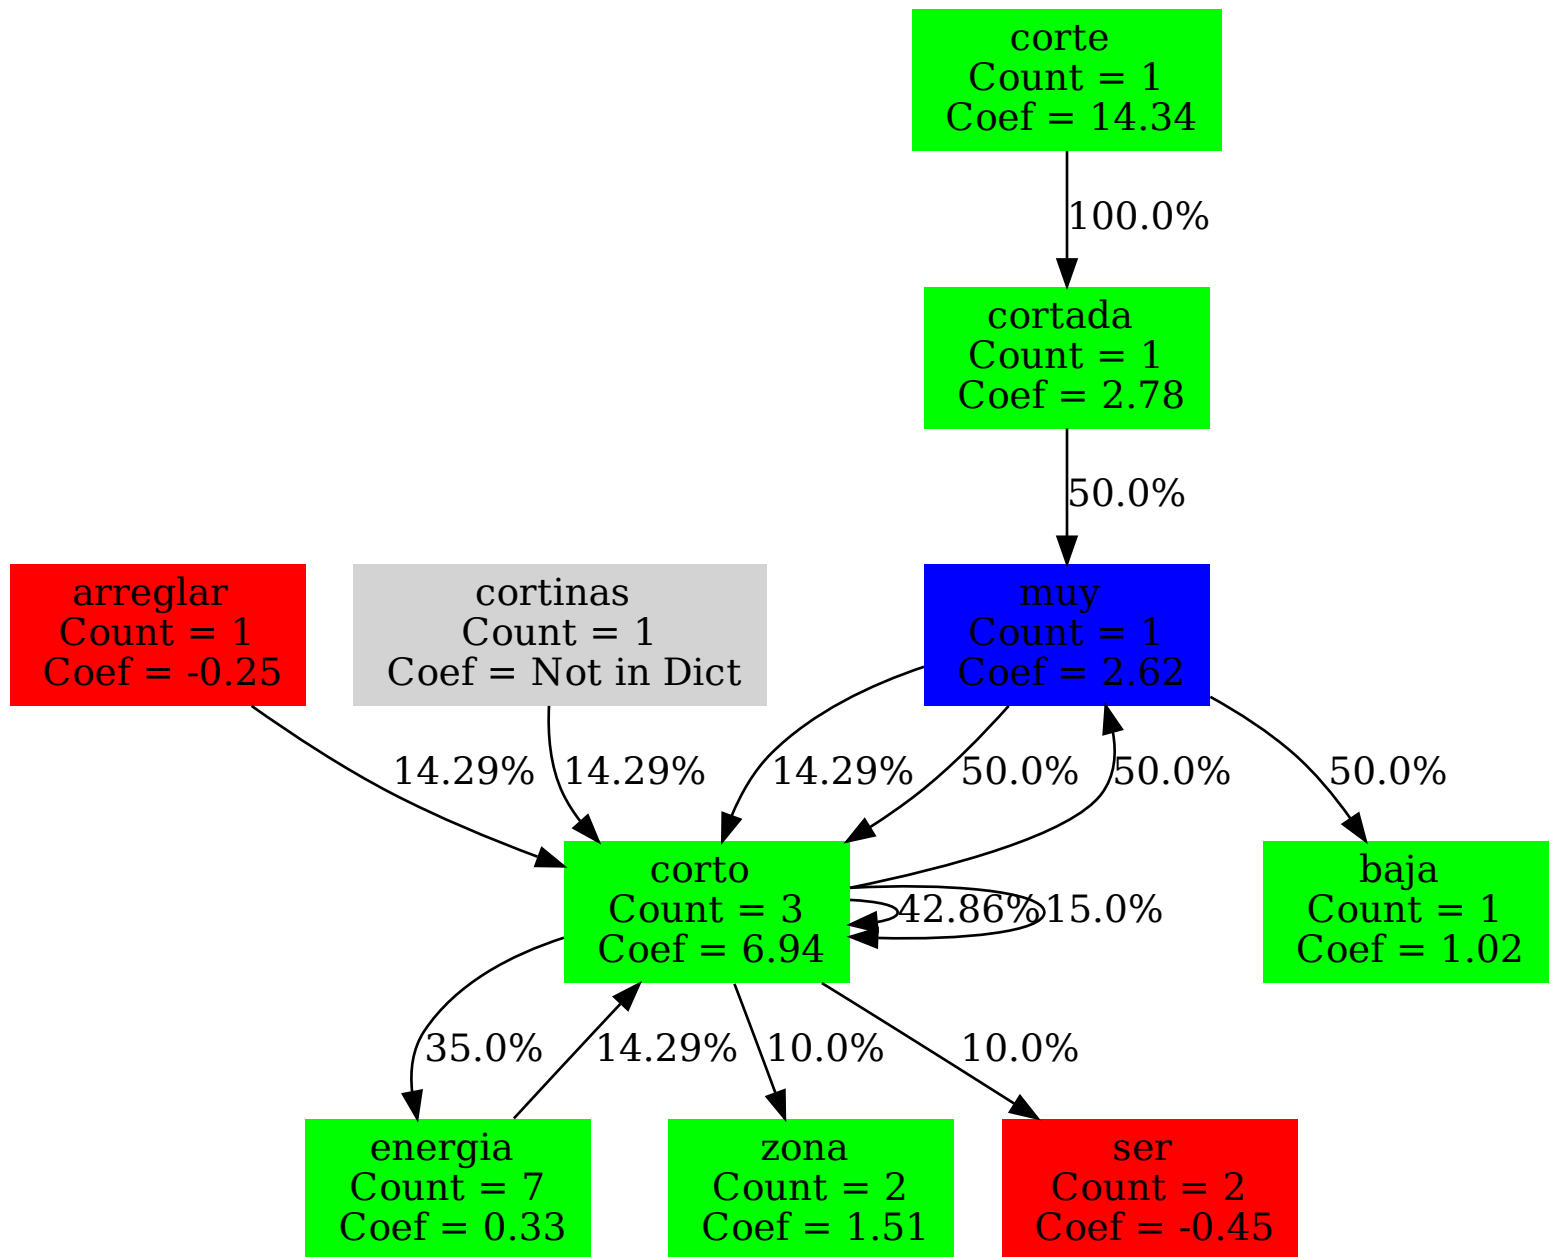 corte
Count = 1
Coef = 14.34
100.0%
cortada
Count = 1
Coef = 2.78
50.0%
arreglar
Count = 1
Coef = -0.25
cortinas
Count = 1
Coef = Not in Dict
muy
Count = 1
Coef = 2.62
14.29%
14.29%
14.29%
50.0%
50.0%
50.0%
corto
Count = 3
Coef = 6.94
42.86%
15.0%
baja
Count = 1
Coef = 1.02
35.0%
14.29%
10.0%
10.0%
energia
Count = 7
Coef = 0.33
zona
Count = 2
Coef = 1.51
ser
Count = 2
Coef = -0.45